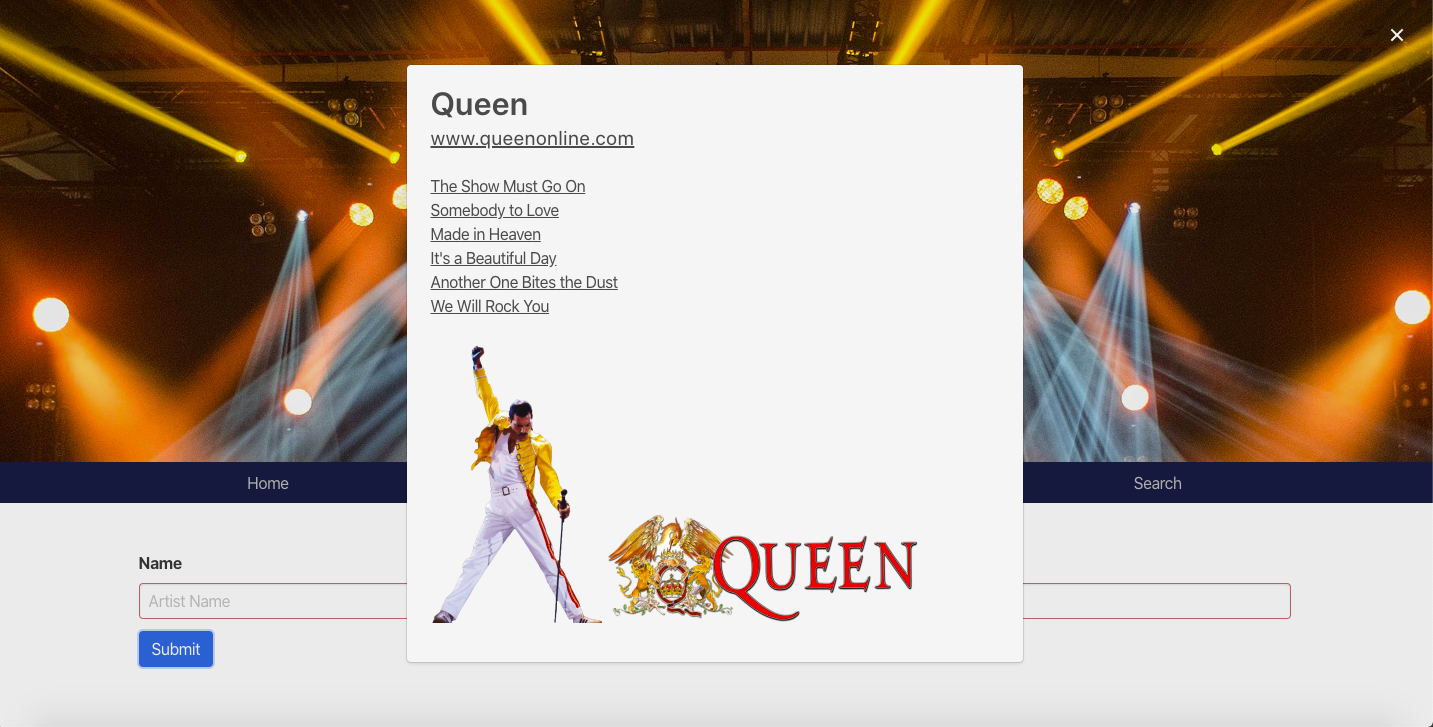 Queen
www.queenonline.com
The Show Must Go On
Somebody to Love
Made in Heaven
It's a Beautiful Day
Another One Bites the Dust
We Will Rock You
QUEEN
Home
Search
Name
Artist Name
Submit